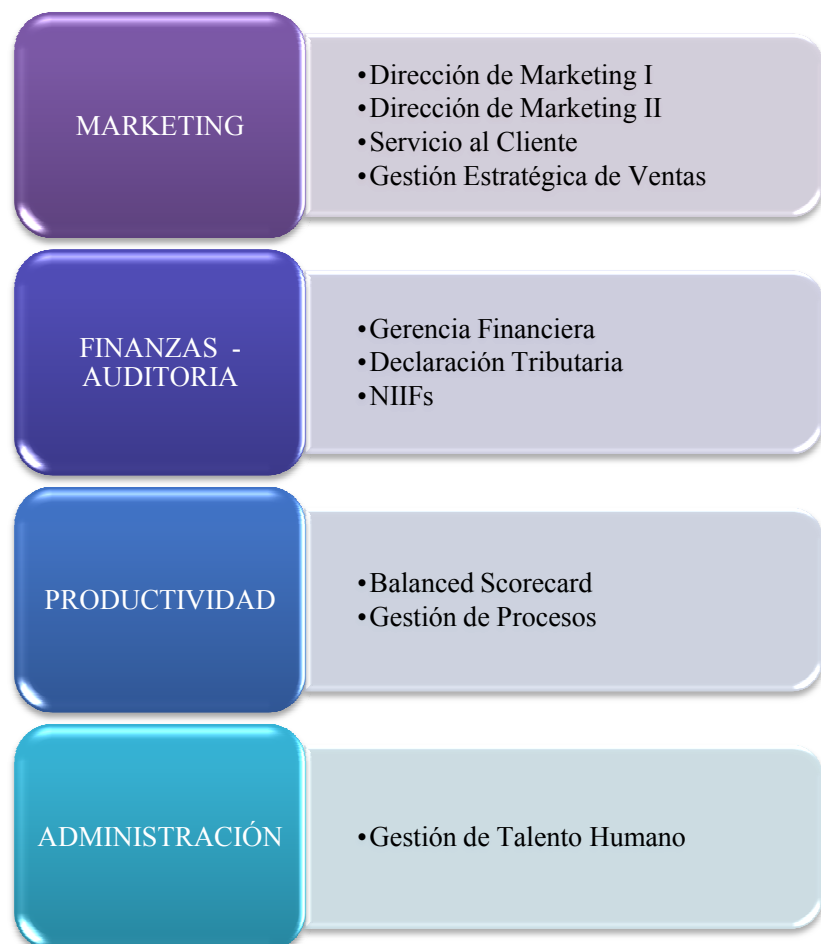 MARKETING
•Dirección de Marketing I
•Dirección de Marketing II
•Servicio al Cliente
•Gestión Estratégica de Ventas
FINANZAS -
AUDITORIA
•Gerencia Financiera
•Declaración Tributaria
•NIIFs
PRODUCTIVIDAD
•Balanced Scorecard
•Gestión de Procesos
ADMINISTRACIÓN
•Gestión de Talento Humano